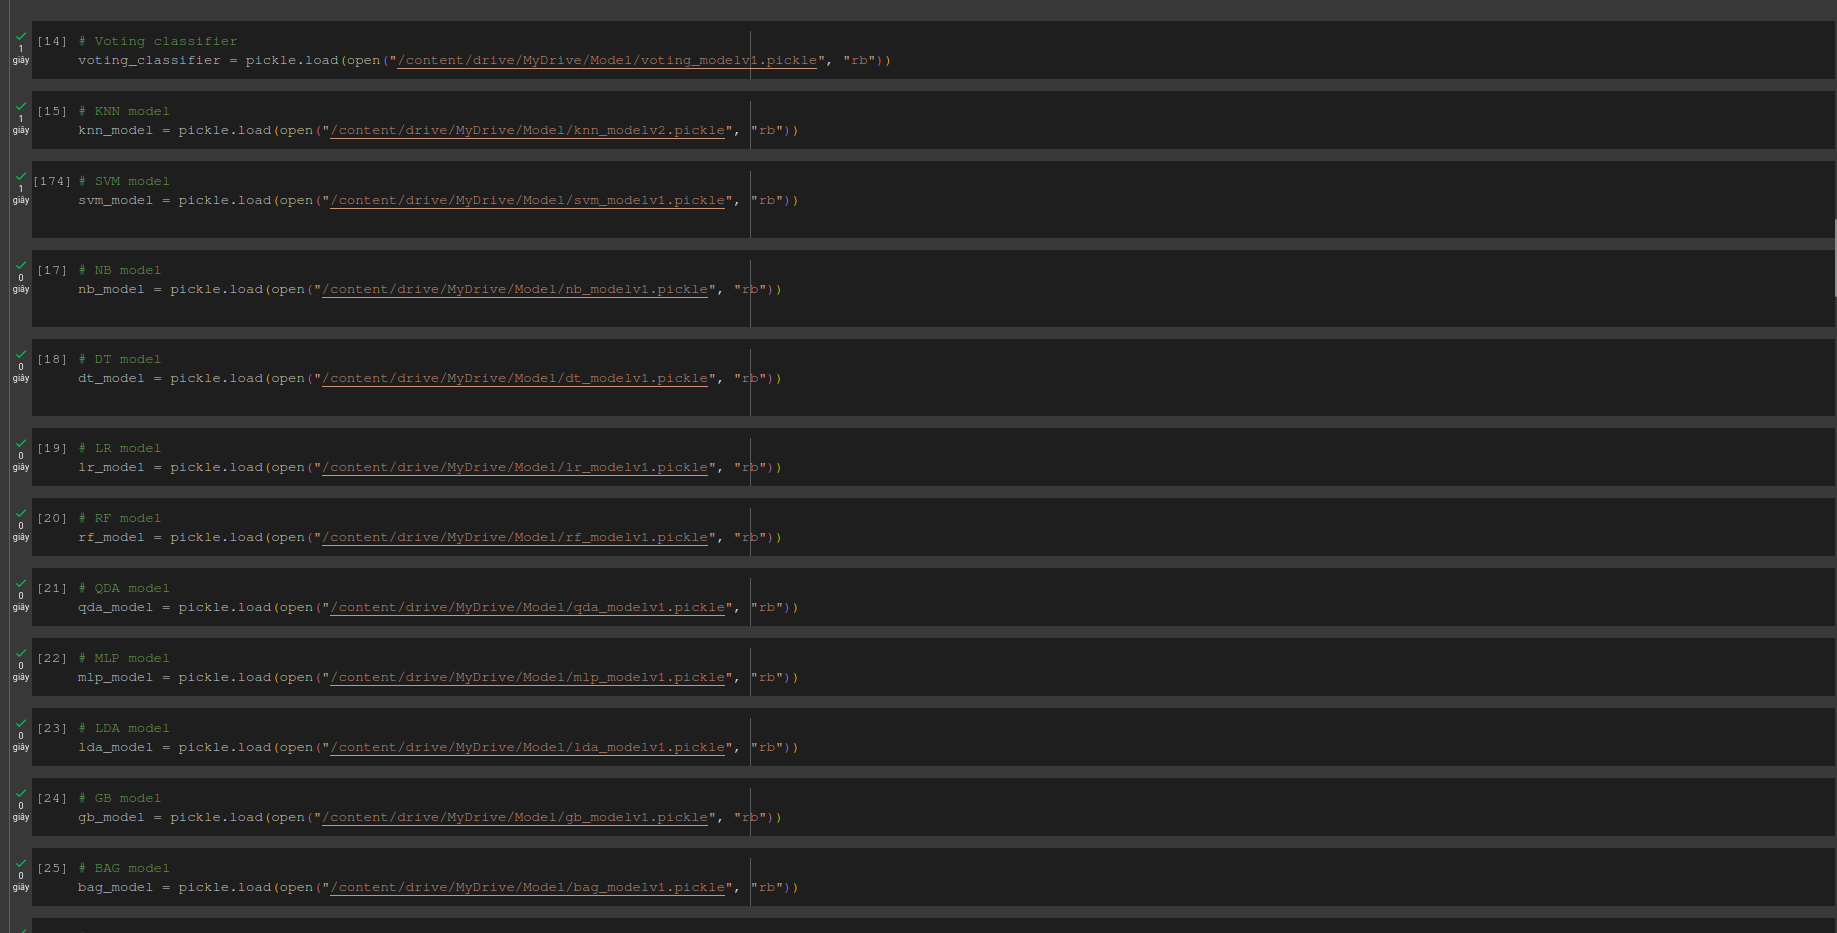 1
giây
[14] # Voting classifier
voting_classifier = pickle.load(open("/content/drive/MyDrive/Model/voting_modelv1.pickle", "rb"))
1
giây
[15] # KNN model
knn_model = pickle.load(open("/content/drive/MyDrive/Model/knn_modelv2.pickle", "rb"))
1
giây
[174] # SVM model
svm_model = pickle.load(open("/content/drive/MyDrive/Model/svm_modelv1.pickle", "rb"))
0
giây
[17] # NB model
nb_model = pickle.load(open("/content/drive/MyDrive/Model/nb_modelv1.pickle", "rb"))
0
giây
[18] # DT model
dt_model = pickle.load(open("/content/drive/MyDrive/Model/dt_modelv1.pickle", "rb"))
0
giây
[19] # LR model
lr_model = pickle.load(open("/content/drive/MyDrive/Model/lr_modelv1.pickle", "rb"))
0
giây
[20] # RF model
rf_model = pickle.load(open("/content/drive/MyDrive/Model/rf_modelv1.pickle", "rb"))
0
giây
[21] # QDA model
qda_model = pickle.load(open("/content/drive/MyDrive/Model/qda_modelv1.pickle", "rb"))
0
giây
[22] # MLP model
mlp_model = pickle.load(open("/content/drive/MyDrive/Model/mlp_modelv1.pickle", "rb"))
0
giây
[23] # LDA model
lda_model = pickle.load(open("/content/drive/MyDrive/Model/lda_modelv1.pickle", "rb"))
0
giây
[24] # GB model
gb_model = pickle.load(open("/content/drive/MyDrive/Model/gb_modelv1.pickle", "rb"))
0
giây
[25] # BAG model
bag_model = pickle.load(open("/content/drive/MyDrive/Model/bag_modelv1.pickle", "rb"))